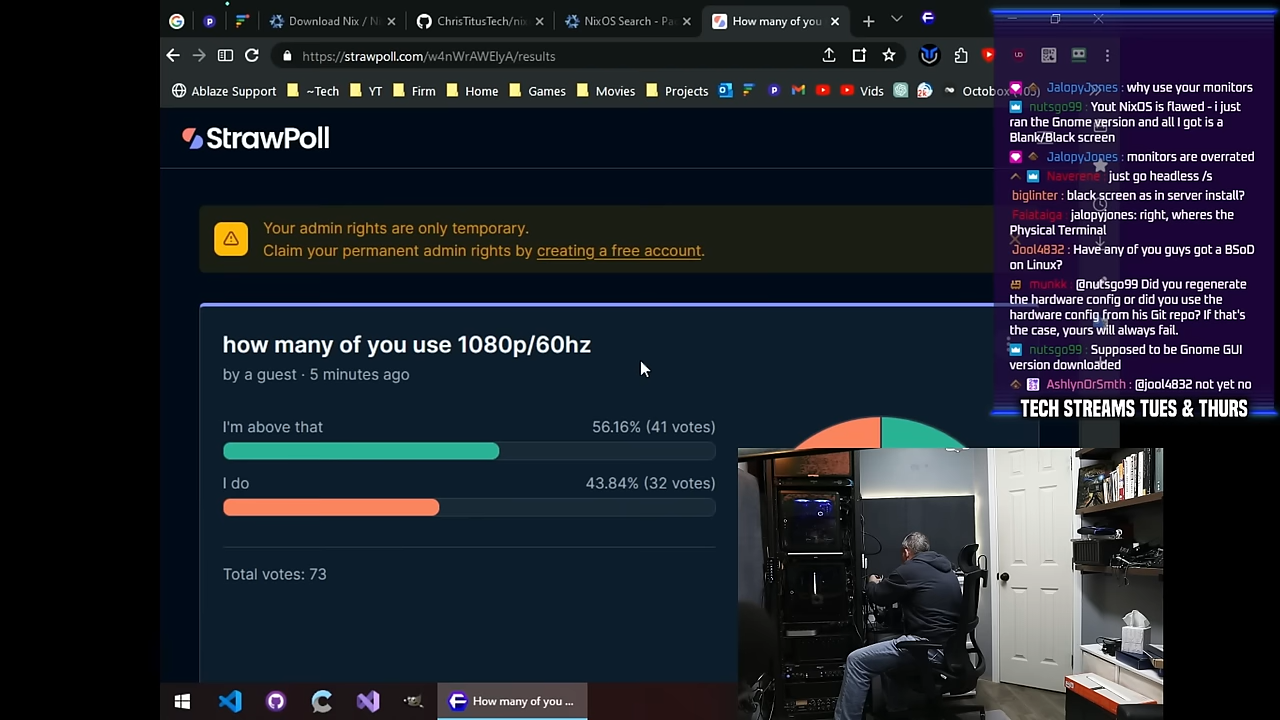 Download Nix / N
ChrisTitusTech/nix
NixOS Search - Pa
How many of you
https://strawpoll.com/w4nWrAWElyA/results
Ablaze Support
~Tech
YT
Firm
Home
Games
Movies
Projects
Vids
Octobox (405)
StrawPoll
Your admin rights are only temporary.
Claim your permanent admin rights by creating a free account.
how many of you use 1080p/60hz
by a guest · 5 minutes ago
I'm above that
56.16% (41 votes)
I do
43.84% (32 votes)
Total votes: 73
JalopyJones : why use your monitors
nutsgo99 : Yout NixOS is flawed - i just
ran the Gnome version and all I got is a
Blank/Black screen
JalopyJones : monitors are overrated
Naverene : just go headless /s
biglinter : black screen as in server install?
Faiataiga : jalopyjones: right, wheres the
Physical Terminal
Jool4832 : Have any of you guys got a BSoD
on Linux?
munkk : @nutsgo99 Did you regenerate
the hardware config or did you use the
hardware config from his Git repo? If that's
the case, yours will always fail.
nutsgo99 : Supposed to be Gnome GUI
version downloaded
AshlynOrSmth : @jool4832 not yet no
TECH STREAMS TUES & THURS
How many of you ...